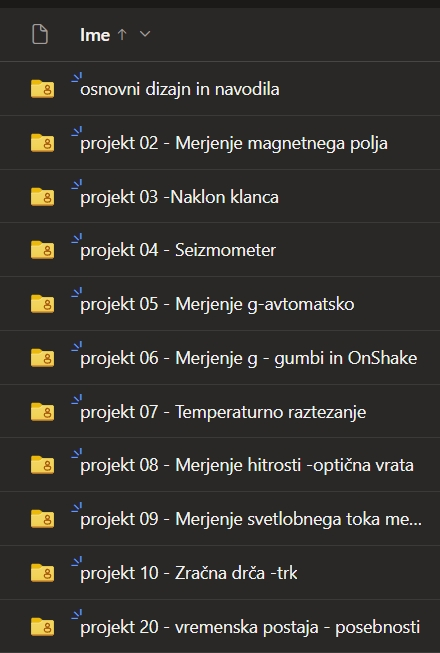 Ime
osnovni dizajn in navodila
projekt 02 - Merjenje magnetnega polja
projekt 03 -Naklon klanca
projekt 04 - Seizmometer
projekt 05 - Merjenje g-avtomatsko
projekt 06 - Merjenje g - gumbi in OnShake
projekt 07 - Temperaturno raztezanje
projekt 08 - Merjenje hitrosti -optična vrata
projekt 09 - Merjenje svetlobnega toka me...
projekt 10 - Zračna drča -trk
projekt 20 - vremenska postaja - posebnosti